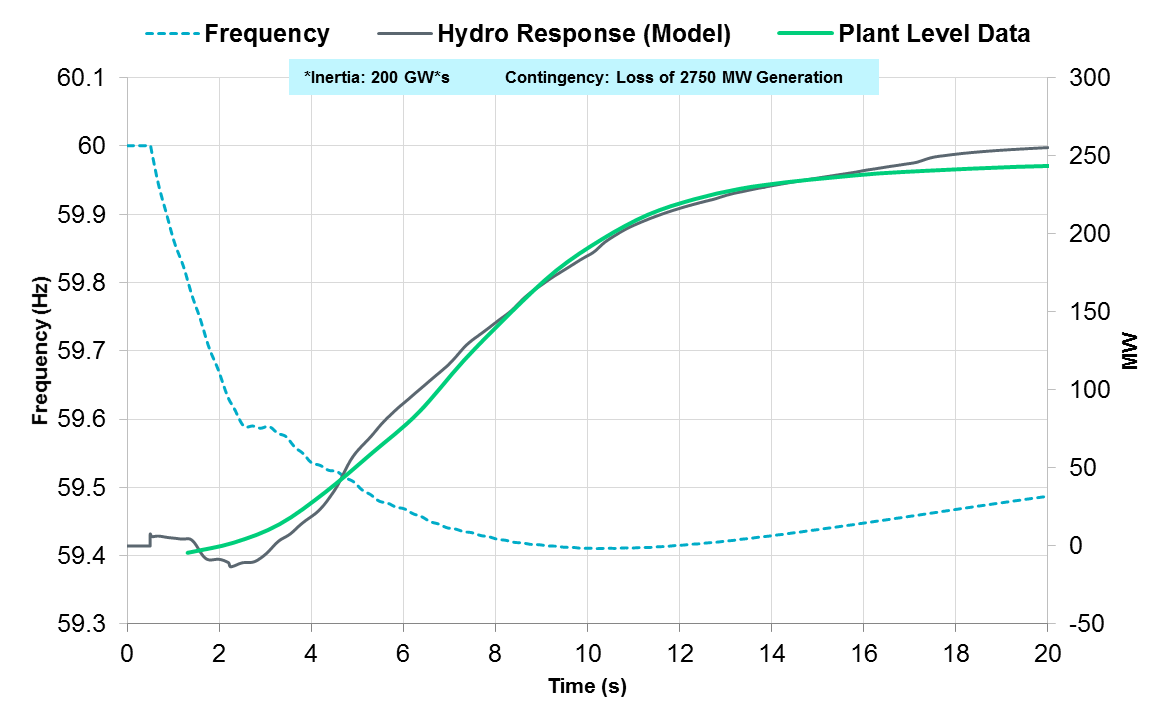 Frequency Hydro Response (Model) Plant Level Data
*Inertia: 200 GW*s Contingency: Loss of 2750 MW Generation
60.1
60
59.9
59.8
59.7
59.6
59.5
59.4
59.3
Frequency (Hz)
300
250
200
150
100
50
0
-50
MW
0 2 4 6 8 10 12 14 16 18 20
Time (s)